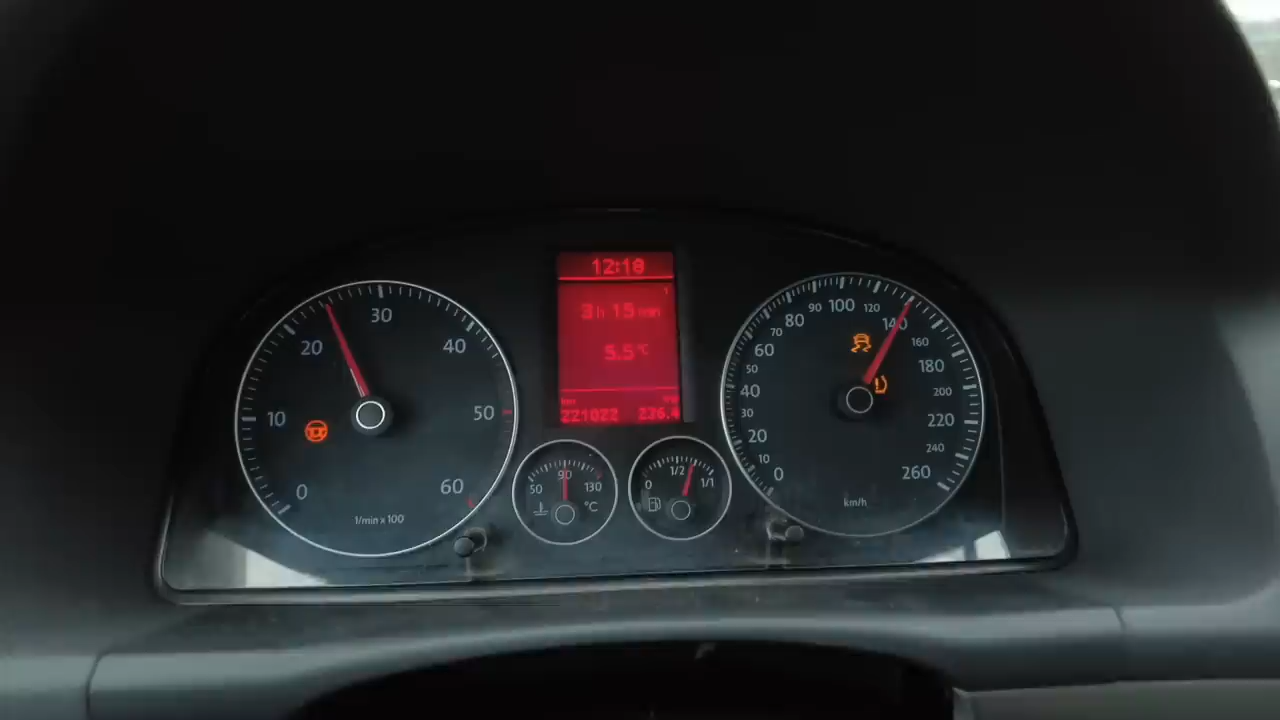 12:18
3 h 15 min
5.5 °C
km
221022 236.4
0 10 20 30 40 50 60
1/min x 100
50 90 130
°C
0 1/2 1/1
0 10 20 30 40 50 60 70 80 90 100 120 140 160 180 200 220 240 260
km/h